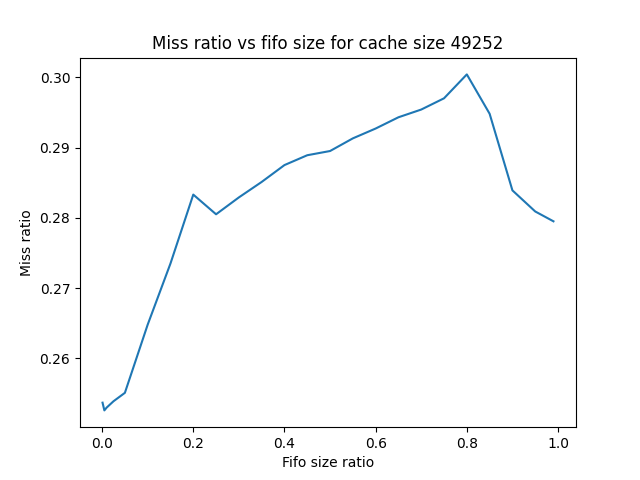 Miss ratio vs fifo size for cache size 49252
0.30
0.29
0.28
0.27
0.26
Miss ratio
0.0 0.2 0.4 0.6 0.8 1.0
Fifo size ratio